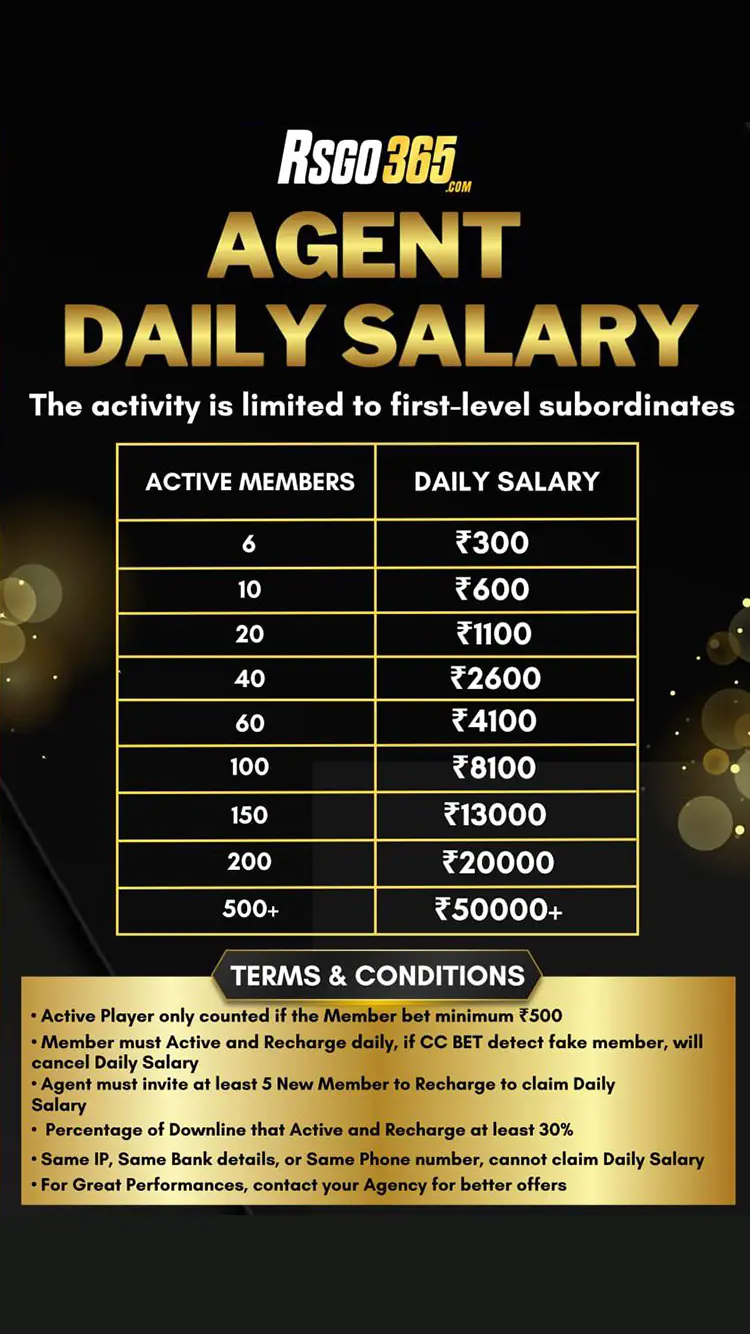 RSGO365
.COM
AGENT
DAILY SALARY
The activity is limited to first-level subordinates
ACTIVE MEMBERS DAILY SALARY
6 ₹300
10 ₹600
20 ₹1100
40 ₹2600
60 ₹4100
100 ₹8100
150 ₹13000
200 ₹20000
500+ ₹50000+
TERMS & CONDITIONS
• Active Player only counted if the Member bet minimum ₹500
• Member must Active and Recharge daily, if CC BET detect fake member, will
cancel Daily Salary
• Agent must invite at least 5 New Member to Recharge to claim Daily
Salary
• Percentage of Downline that Active and Recharge at least 30%
• Same IP, Same Bank details, or Same Phone number, cannot claim Daily Salary
• For Great Performances, contact your Agency for better offers